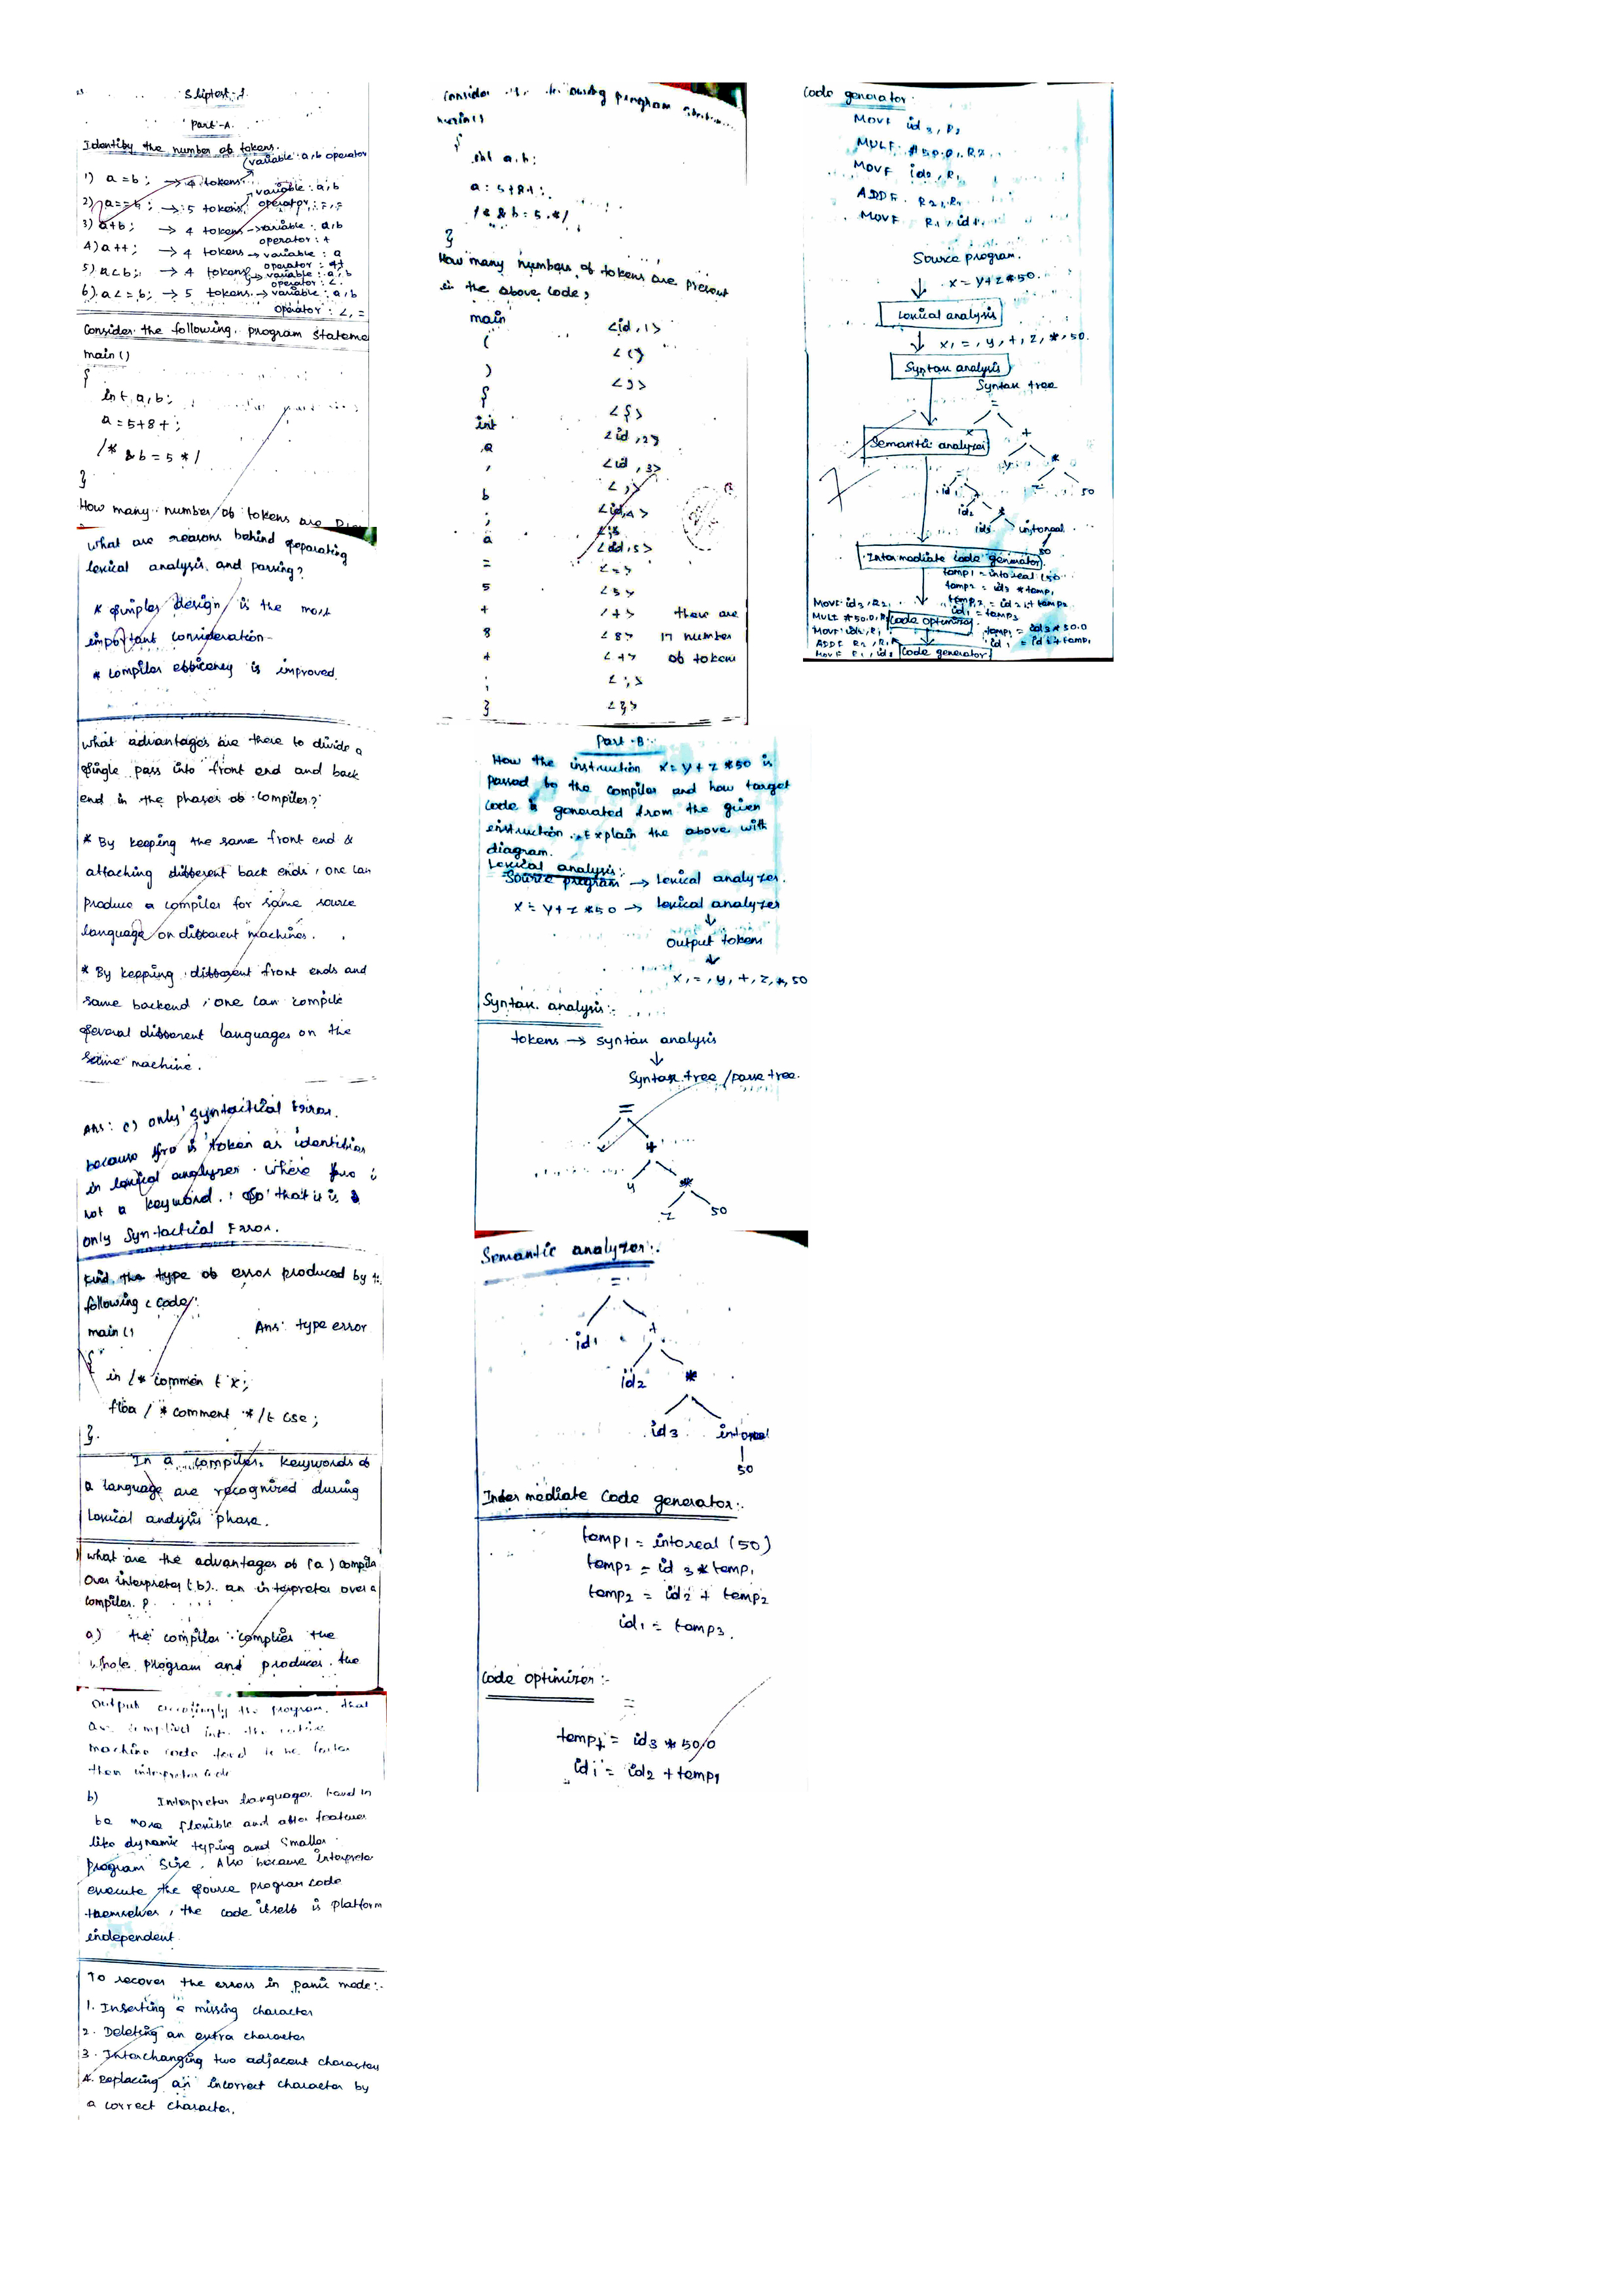 Sliptest-1
Part-A.
Identify the number of tokens.
(variable: a,b operator
1) a=b; → 4 tokens
variable: a,b
2) a==b; → 5 tokens
operator: =,=
3) a+b; → 4 tokens → variable: a,b
operator: +
4) a++; → 4 tokens → variable: a
operator: ++
5) a<b; → 4 tokens → variable: a,b
operator: <.
6). a<=b; → 5 tokens → variable: a,b
operator: <, =
Consider the following program stateme
main()
{
int a,b;
a=5+8+;
/* &b=5 */
}
How many number of tokens are
what are reasons behind separating
lexical analysis and parsing?
* simpler design is the most
important consideration-
* compiler efficency is improved.
what advantages are there to divide a
single pass into front end and back
end in the phases of compiler?
* By keeping the same front end &
attaching different back ends, one can
produce a compiler for same source
language on different machines.
* By keeping different front ends and
same backend, one can compile
several different languages on the
same machine.
Ans: c) only syntactical Error.
because fro is token as identifier
in lexical analyzer. where fro i
not a keyword. so that it is
only Syntactical Error.
Find the type of error produced by t
following c code:
main()
Ans: type error
{
in /* commen t x;
floa /* comment */t cse;
}.
In a compiler, keywords of
a language are recognized during
Lexical analysis phase.
what are the advantages of (a) compile
Over interpreter (b). an interpreter over a
compiler?
a) the compiler complies the
whole program and produces the
Output accordingly the program, that
are complied into the native
machine code tend to be faster
then interpreter code
b) Interpreter languages tend in
be more flexible and offer features
like dynamic typing and smaller
program size. Also because interprete
execute the source program code
themselves, the code itself is platform
independent.
To recover the errors in panic mode:-
1. Inserting a missing character
2. Deleting an extra character
3. Interchanging two adjacent characters
4. Replacing an incorrect character by
a correct character.
Consider the following program
main()
{
int a,b;
a=5+8+;
/* &b=5.*/
}
How many numbers of tokens are present
in the above code;
main <id,1>
( <(>
) <)>
{ <{>
int <id,2>
a <id,3>
, <,>
b <id,4>
; <;>
a <id,5>
= <=>
5 <5>
+ <+> there are
8 <8> 17 number
+ <+> of token
; <;>
} <}>
Part-B:-
How the instruction x=y+z*50 is
passed to the compiler and how target
code is generated from the given
instruction. Explain the above with
diagram.
Lexical analysis:-
Source program → Lexical analyzer.
x=y+z*50 → Lexical analyzer
↓
Output token
↓
x,=,y,+,z,*,50
Syntax analysis:-
tokens → syntax analysis
↓
Syntax tree / parse tree.
=
+
y *
z 50
Semantic analyzer:-
=
id1 +
id2 *
id3 intoreal
50
Inter mediate code generator:-
temp1 = intoreal (50)
temp2 = id 3 * temp1
temp2 = id2 + temp2
id1 = temp3.
Code optimizer:-
=
temp1 = id3 * 50.0
id1 = id2 + temp1
Code generator:
MOVF id3, R2
MULF #50.0, R2
MOVF id2, R1
ADDF R2, R1
MOVF R1, id1.
Source program.
↓ x=y+z*50.
Lexical analysis
↓ x,=,y,+,z,*,50.
Syntax analysis
Syntax tree
=
x +
Semantic analyzer
y *
z 50
id1 +
id2 *
id3 intoreal
50
Inter mediate code generator.
temp1 = intoreal (50
temp2 = id3 * temp1
temp2 = id2 + temp2
id1 = temp3
MOVF id3, R2
MULF #50.0, R2 Code optimizer. temp1 = id3 * 50.0
MOVF id2, R1 id1 = id2 + temp1
ADDF R2, R1
MOVF R1, id1 Code generator